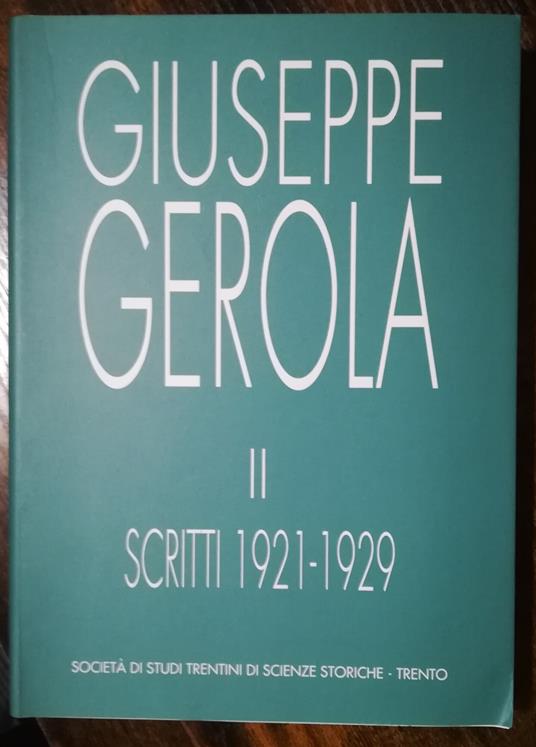 GIUSEPPE
GEROLA
II
SCRITTI 1921-1929
SOCIETÀ DI STUDI TRENTINI DI SCIENZE STORICHE - TRENTO